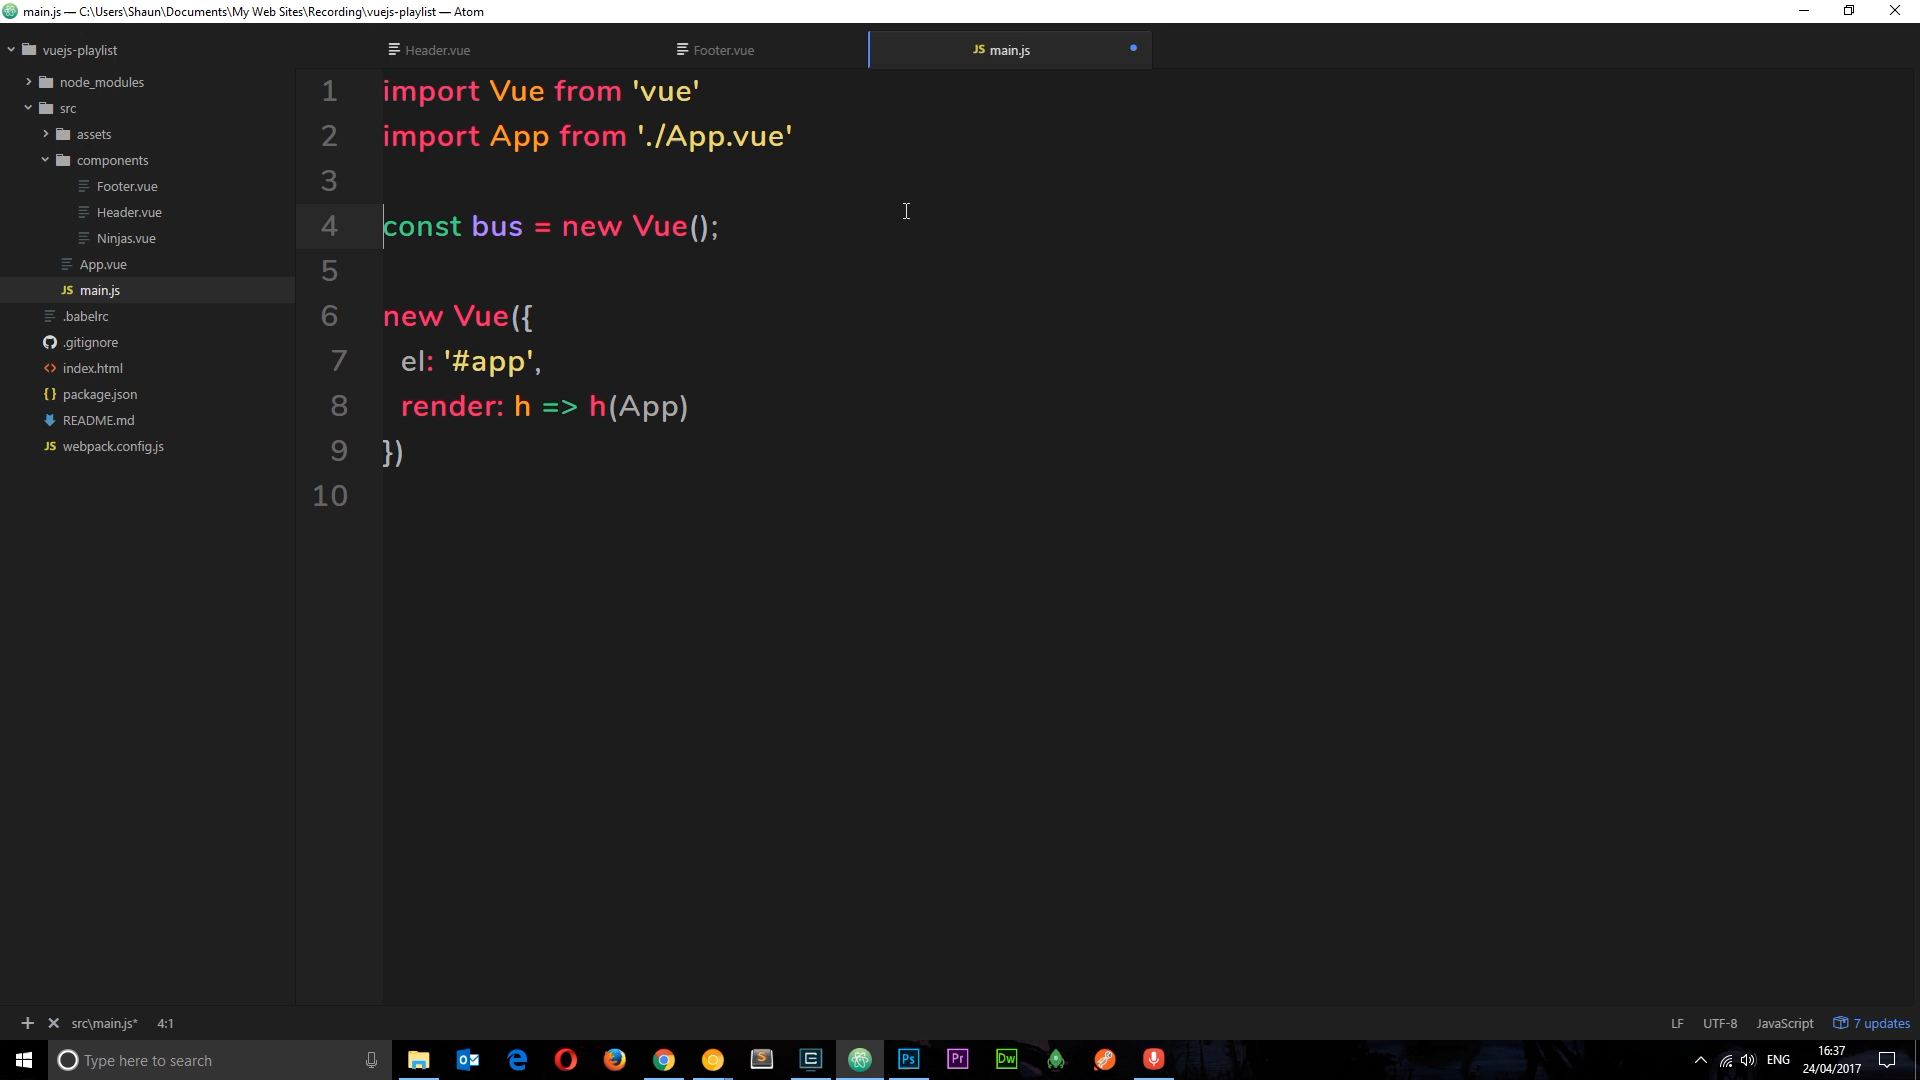 main.js — C:\Users\Shaun\Documents\My Web Sites\Recording\vuejs-playlist — Atom
vuejs-playlist
node_modules
src
assets
components
Footer.vue
Header.vue
Ninjas.vue
App.vue
JS main.js
.babelrc
.gitignore
index.html
package.json
README.md
JS webpack.config.js
Header.vue
Footer.vue
JS main.js
1 import Vue from 'vue'
2 import App from './App.vue'
3
4 const bus = new Vue();
5
6 new Vue({
7 el: '#app',
8 render: h => h(App)
9 })
10
src\main.js* 4:1
LF UTF-8 JavaScript 7 updates
Type here to search
Ps
Pr
Dw
ENG
16:37
24/04/2017